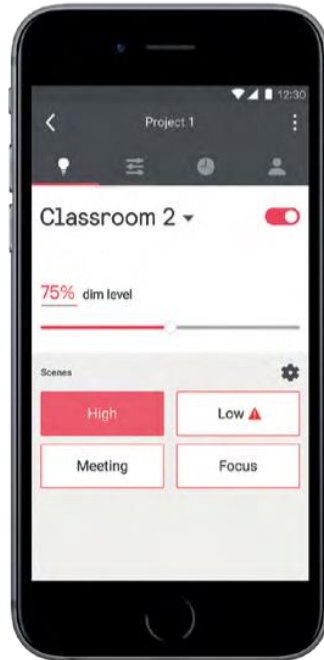 12:30
Project 1
Classroom 2
75% dim level
Scenes
High
Low
Meeting
Focus